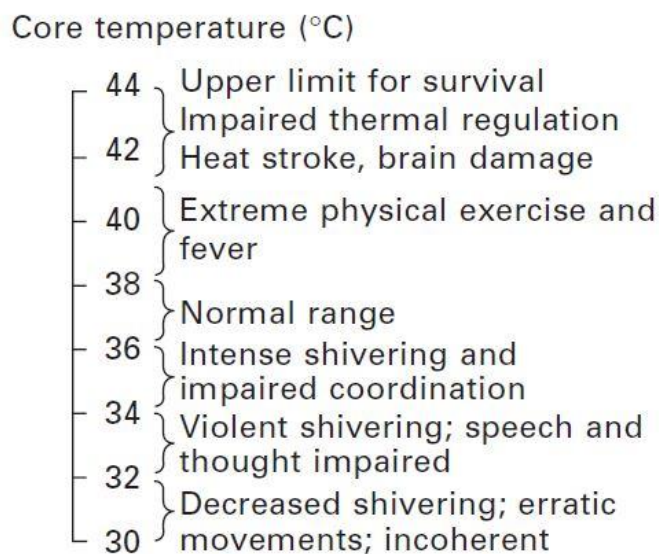 Core temperature (°C)
44 Upper limit for survival
Impaired thermal regulation
42 Heat stroke, brain damage
40 Extreme physical exercise and
fever
38
Normal range
36 Intense shivering and
impaired coordination
34 Violent shivering; speech and
thought impaired
32
Decreased shivering; erratic
30 movements; incoherent